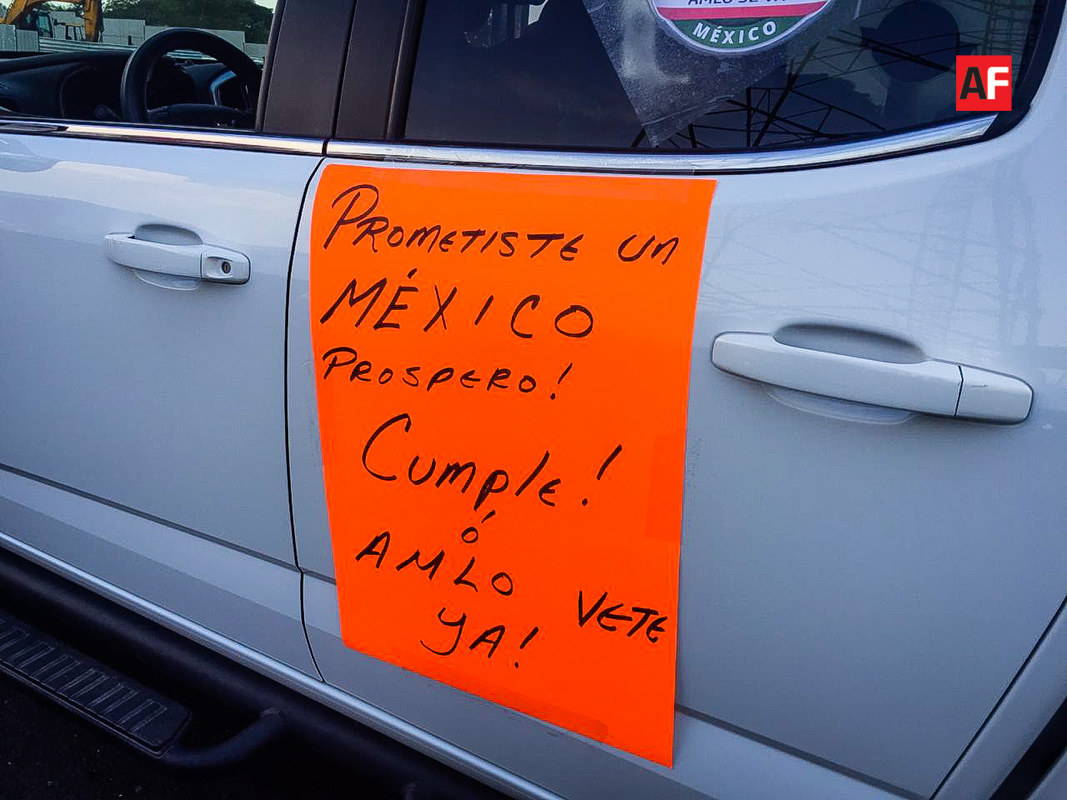 MÉXICO
AF
PROMETISTE UN
MÉXICO
PROSPERO!
Cumple!
Ó
AMLO VETE
YA!